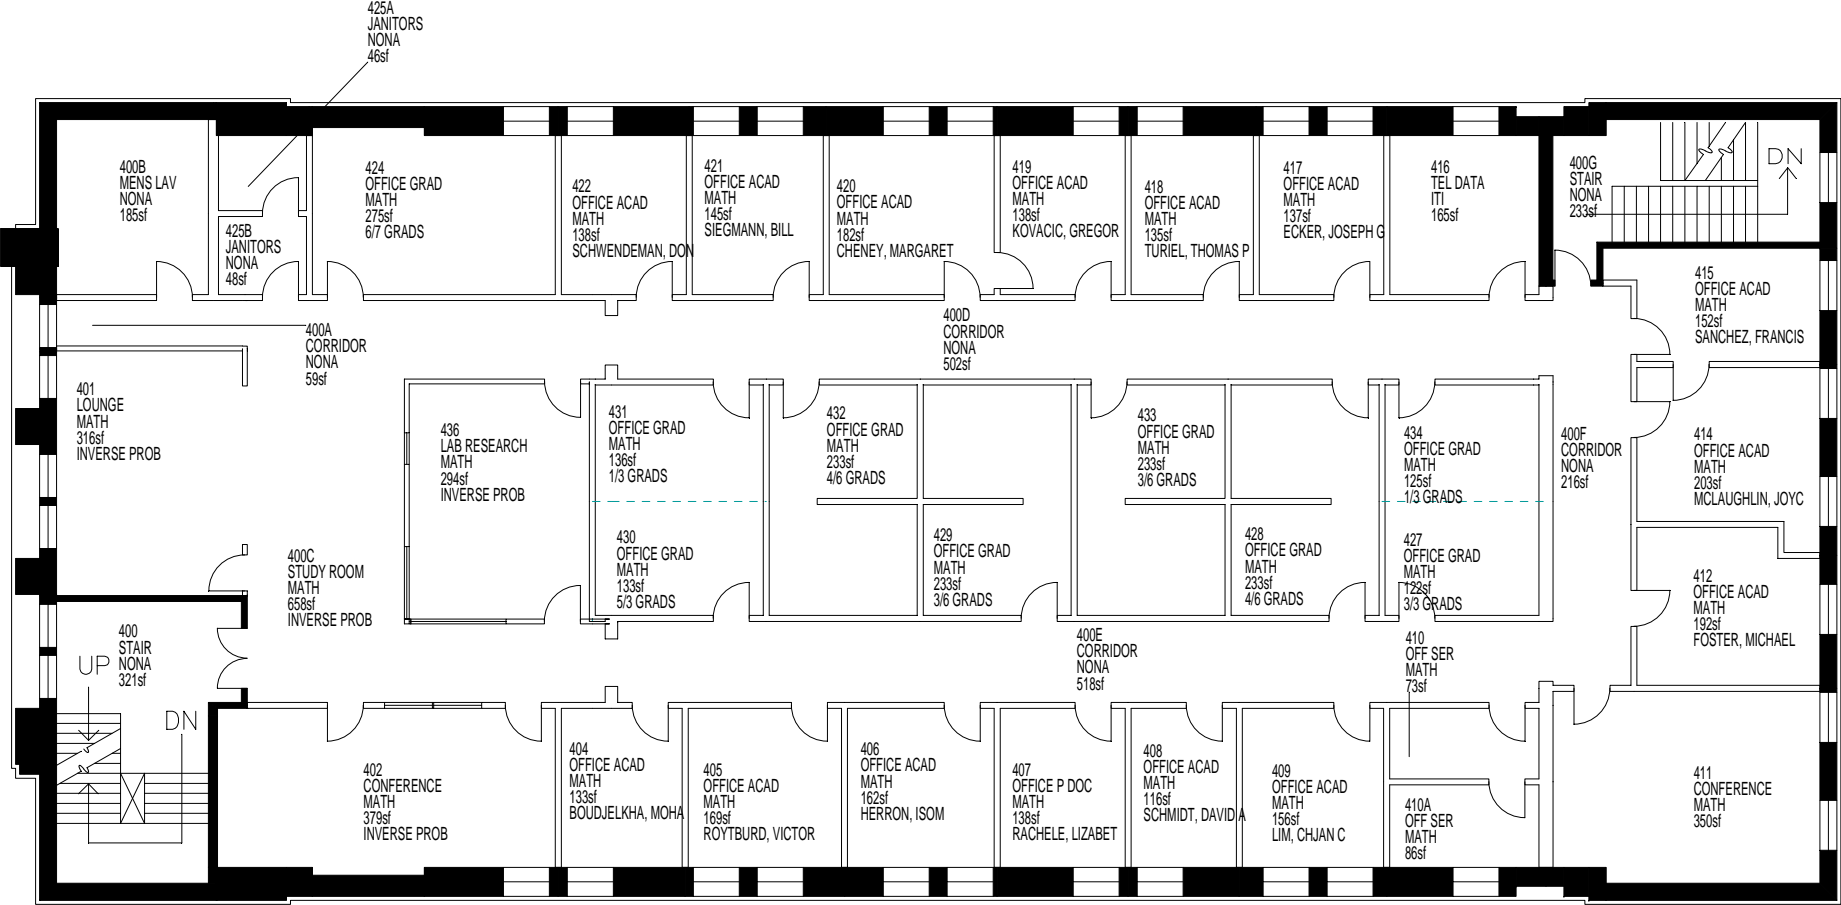 425A
JANITORS
NONA
46sf
400B
MENS LAV
NONA
185sf
425B
JANITORS
NONA
48sf
424
OFFICE GRAD
MATH
275sf
6/7 GRADS
422
OFFICE ACAD
MATH
138sf
SCHWENDEMAN, DON
421
OFFICE ACAD
MATH
145sf
SIEGMANN, BILL
420
OFFICE ACAD
MATH
182sf
CHENEY, MARGARET
419
OFFICE ACAD
MATH
138sf
KOVACIC, GREGOR
418
OFFICE ACAD
MATH
135sf
TURIEL, THOMAS P
417
OFFICE ACAD
MATH
137sf
ECKER, JOSEPH G
416
TEL DATA
ITI
165sf
400G
STAIR
NONA
233sf
DN
415
OFFICE ACAD
MATH
152sf
SANCHEZ, FRANCIS
400A
CORRIDOR
NONA
59sf
400D
CORRIDOR
NONA
502sf
401
LOUNGE
MATH
316sf
INVERSE PROB
436
LAB RESEARCH
MATH
294sf
INVERSE PROB
431
OFFICE GRAD
MATH
136sf
1/3 GRADS
432
OFFICE GRAD
MATH
233sf
4/6 GRADS
433
OFFICE GRAD
MATH
233sf
3/6 GRADS
434
OFFICE GRAD
MATH
125sf
1/3 GRADS
400F
CORRIDOR
NONA
216sf
414
OFFICE ACAD
MATH
203sf
MCLAUGHLIN, JOYC
400C
STUDY ROOM
MATH
658sf
INVERSE PROB
430
OFFICE GRAD
MATH
133sf
5/3 GRADS
429
OFFICE GRAD
MATH
233sf
3/6 GRADS
428
OFFICE GRAD
MATH
233sf
4/6 GRADS
427
OFFICE GRAD
MATH
122sf
3/3 GRADS
412
OFFICE ACAD
MATH
192sf
FOSTER, MICHAEL
400
STAIR
NONA
321sf
UP
DN
400E
CORRIDOR
NONA
518sf
410
OFF SER
MATH
73sf
402
CONFERENCE
MATH
379sf
INVERSE PROB
404
OFFICE ACAD
MATH
133sf
BOUDJELKHA, MOHA
405
OFFICE ACAD
MATH
169sf
ROYTBURD, VICTOR
406
OFFICE ACAD
MATH
162sf
HERRON, ISOM
407
OFFICE P DOC
MATH
138sf
RACHELE, LIZABET
408
OFFICE ACAD
MATH
116sf
SCHMIDT, DAVID A
409
OFFICE ACAD
MATH
156sf
LIM, CHJAN C
410A
OFF SER
MATH
86sf
411
CONFERENCE
MATH
350sf